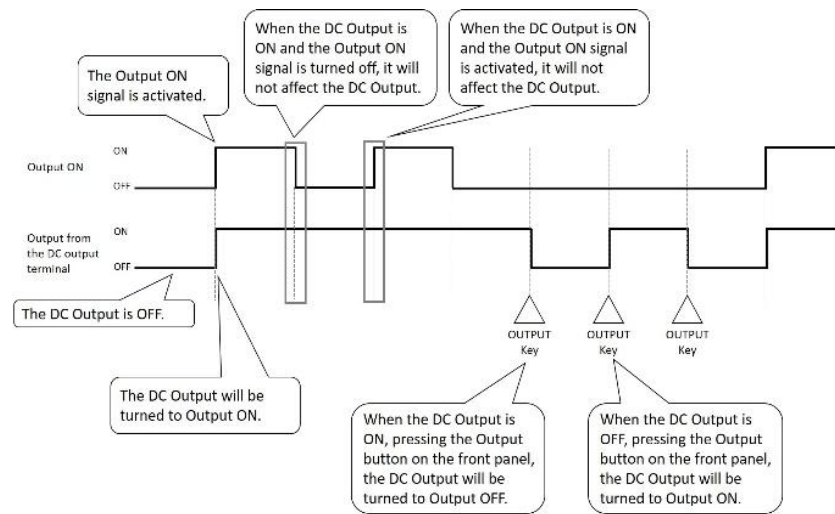 The Output ON
signal is activated.
When the DC Output is
ON and the Output ON
signal is turned off, it will
not affect the DC Output.
When the DC Output is ON
and the Output ON signal
is activated, it will not
affect the DC Output.
Output ON
ON
OFF
Output from
the DC output
terminal
ON
OFF
The DC Output is OFF.
The DC Output will be
turned to Output ON.
OUTPUT
Key
OUTPUT
Key
OUTPUT
Key
When the DC Output is
ON, pressing the Output
button on the front panel,
the DC Output will be
turned to Output OFF.
When the DC Output is
OFF, pressing the Output
button on the front panel,
the DC Output will be
turned to Output ON.